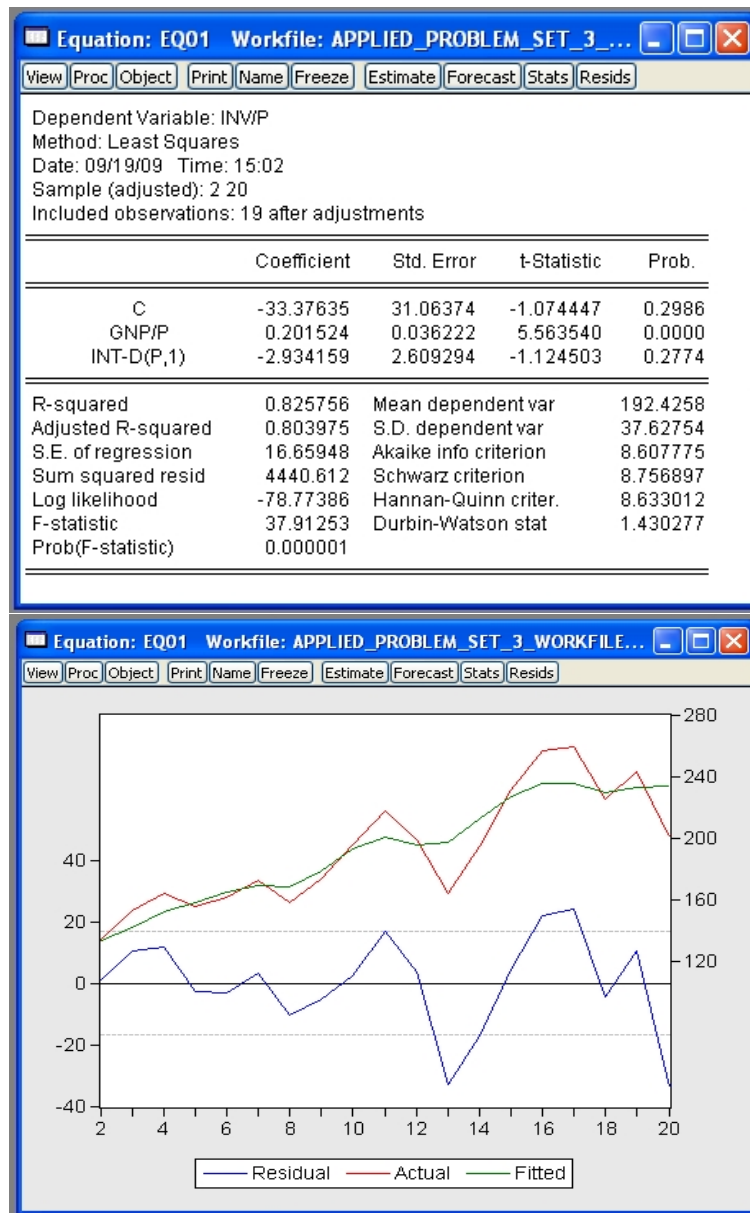 Equation: EQ01 Workfile: APPLIED_PROBLEM_SET_3_...
View Proc Object Print Name Freeze Estimate Forecast Stats Resids
Dependent Variable: INV/P
Method: Least Squares
Date: 09/19/09 Time: 15:02
Sample (adjusted): 2 20
Included observations: 19 after adjustments
Coefficient Std. Error t-Statistic Prob.
C -33.37635 31.06374 -1.074447 0.2986
GNP/P 0.201524 0.036222 5.563540 0.0000
INT-D(P,1) -2.934159 2.609294 -1.124503 0.2774
R-squared 0.825756 Mean dependent var 192.4258
Adjusted R-squared 0.803975 S.D. dependent var 37.62754
S.E. of regression 16.65948 Akaike info criterion 8.607775
Sum squared resid 4440.612 Schwarz criterion 8.756897
Log likelihood -78.77386 Hannan-Quinn criter. 8.633012
F-statistic 37.91253 Durbin-Watson stat 1.430277
Prob(F-statistic) 0.000001
Equation: EQ01 Workfile: APPLIED_PROBLEM_SET_3_WORKFILE...
View Proc Object Print Name Freeze Estimate Forecast Stats Resids
280
240
200
160
120
40
20
0
-20
-40
2 4 6 8 10 12 14 16 18 20
Residual Actual Fitted